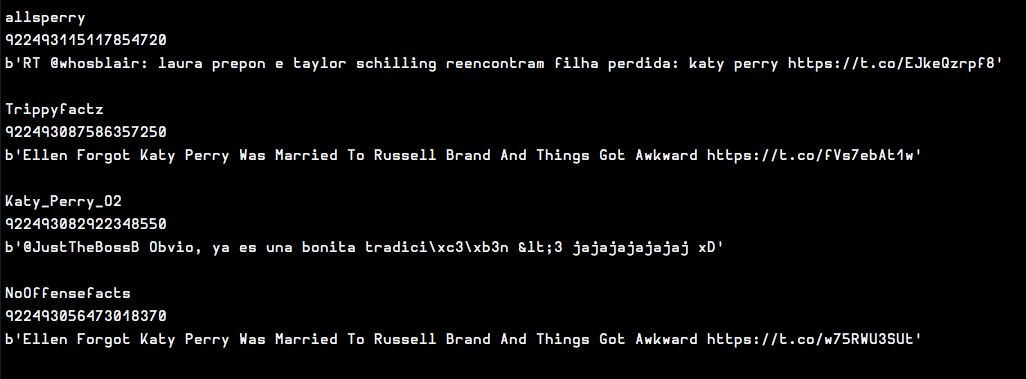 allsperry
922493115117854720
b'RT @whosblair: laura prepon e taylor schilling reencontram filha perdida: katy perry https://t.co/EJkeQzrpf8'
Trippyfactz
922493087586357250
b'Ellen Forgot Katy Perry Was Married To Russell Brand And Things Got Awkward https://t.co/fVs7ebAt1w'
Katy_Perry_02
922493082922348550
b'@JustTheBossB Obvio, ya es una bonita tradici\xc3\xb3n &lt;3 jajajajajajaj xD'
NoOffensefacts
922493056473018370
b'Ellen Forgot Katy Perry Was Married To Russell Brand And Things Got Awkward https://t.co/w75RWU3SUt'